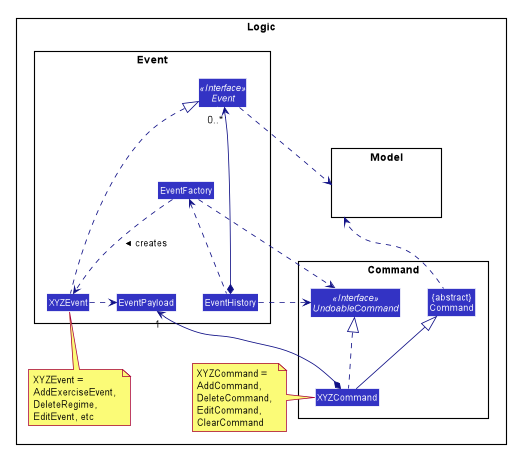 Logic
Event
«Interface»
Event
0..*
Model
EventFactory
◄ creates
Command
XYZEvent
EventPayload
EventHistory
«Interface»
UndoableCommand
{abstract}
Command
1
XYZEvent =
AddExerciseEvent,
DeleteRegime,
EditEvent, etc
XYZCommand =
AddCommand,
DeleteCommand,
EditCommand,
ClearCommand
XYZCommand